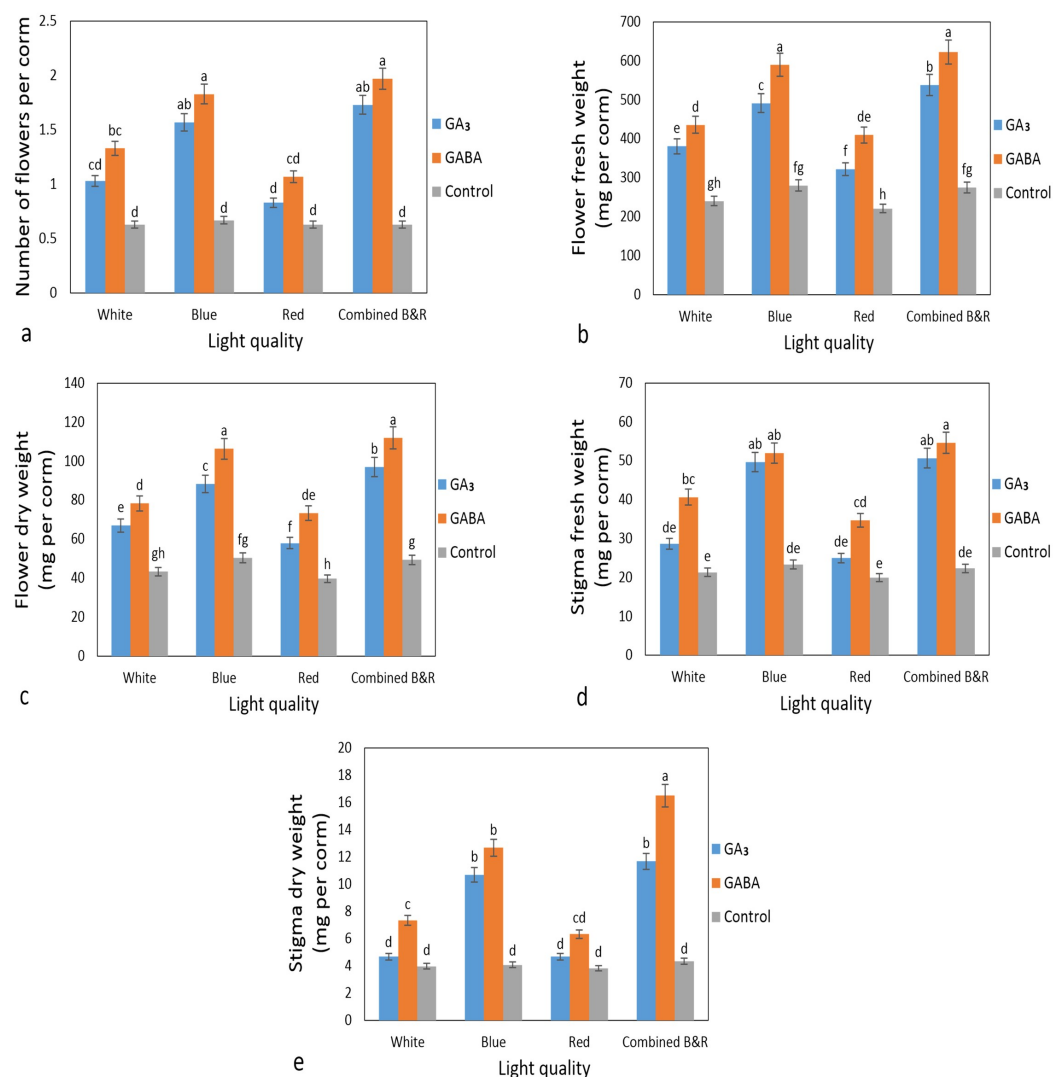 Number of flowers per corm
2.5
2
1.5
1
0.5
0
cd
bc
d
ab
a
d
d
cd
d
ab
a
d
White
Blue
Red
Combined B&R
Light quality
GA₃
GABA
Control
a
Flower fresh weight
(mg per corm)
700
600
500
400
300
200
100
0
e
d
gh
c
a
fg
f
de
h
b
a
fg
White
Blue
Red
Combined B&R
Light quality
GA₃
GABA
Control
b
Flower dry weight
(mg per corm)
140
120
100
80
60
40
20
0
e
d
gh
c
a
fg
f
de
h
b
a
g
White
Blue
Red
Combined B&R
Light quality
GA₃
GABA
Control
c
Stigma fresh weight
(mg per corm)
70
60
50
40
30
20
10
0
de
bc
e
ab
ab
de
de
cd
e
ab
a
de
White
Blue
Red
Combined B&R
Light quality
GA₃
GABA
Control
d
Stigma dry weight
(mg per corm)
20
18
16
14
12
10
8
6
4
2
0
d
c
d
b
b
d
d
cd
d
b
a
d
White
Blue
Red
Combined B&R
Light quality
GA₃
GABA
Control
e